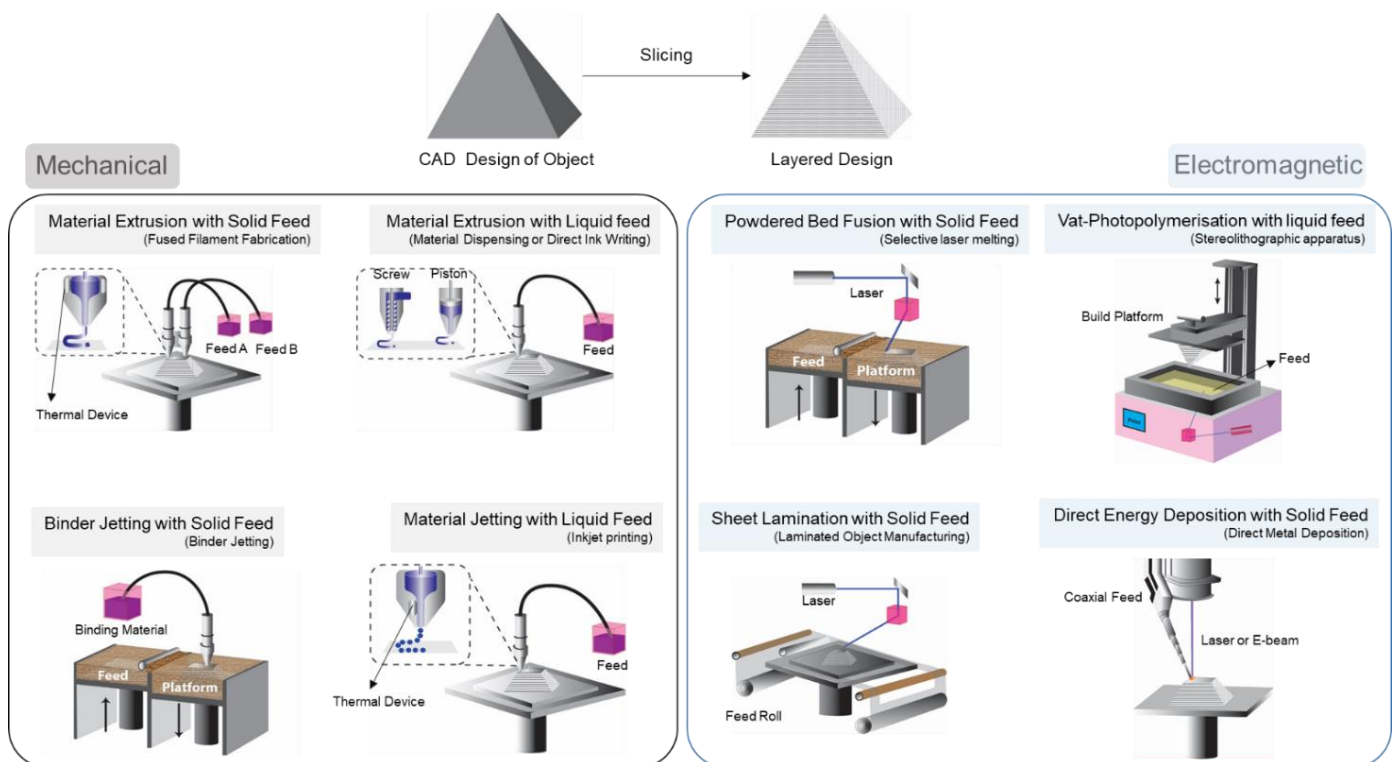 Slicing
CAD Design of Object
Layered Design
Mechanical
Electromagnetic
Material Extrusion with Solid Feed
(Fused Filament Fabrication)
Feed A
Feed B
Thermal Device
Material Extrusion with Liquid feed
(Material Dispensing or Direct Ink Writing)
Screw
Piston
Feed
Powdered Bed Fusion with Solid Feed
(Selective laser melting)
Laser
Feed
Platform
Vat-Photopolymerisation with liquid feed
(Stereolithographic apparatus)
Build Platform
Feed
Binder Jetting with Solid Feed
(Binder Jetting)
Binding Material
Feed
Platform
Material Jetting with Liquid Feed
(Inkjet printing)
Feed
Thermal Device
Sheet Lamination with Solid Feed
(Laminated Object Manufacturing)
Laser
Feed Roll
Direct Energy Deposition with Solid Feed
(Direct Metal Deposition)
Coaxial Feed
Laser or E-beam